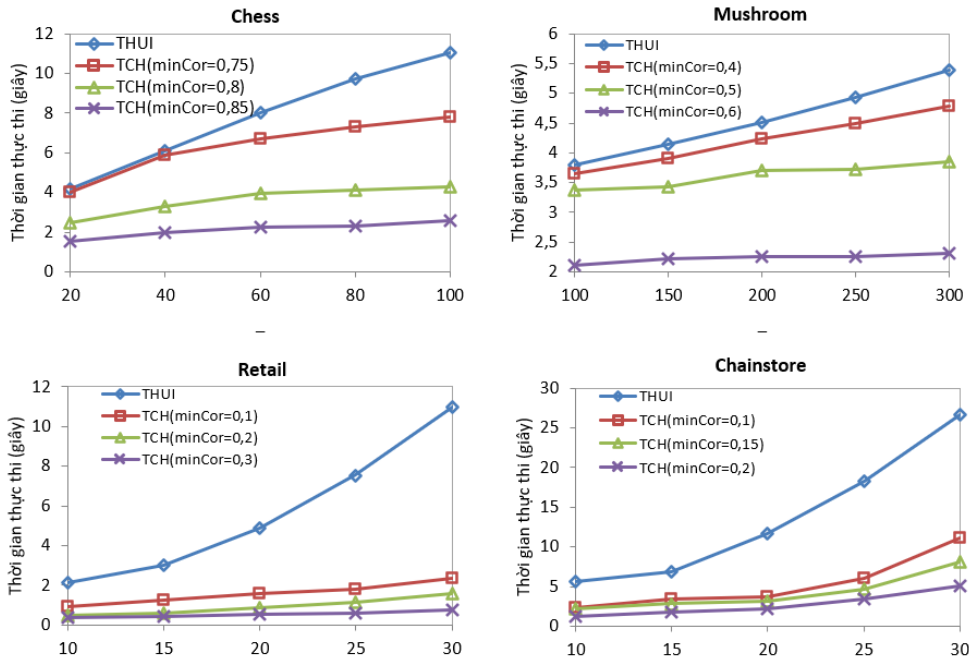 Chess
Thời gian thực thi (giây)
12
10
8
6
4
2
0
THUI
TCH(minCor=0,75)
TCH(minCor=0,8)
TCH(minCor=0,85)
20 40 60 80 100
–
Mushroom
Thời gian thực thi (giây)
6
5,5
5
4,5
4
3,5
3
2,5
2
THUI
TCH(minCor=0,4)
TCH(minCor=0,5)
TCH(minCor=0,6)
100 150 200 250 300
–
Retail
Thời gian thực thi (giây)
12
10
8
6
4
2
0
THUI
TCH(minCor=0,1)
TCH(minCor=0,2)
TCH(minCor=0,3)
10 15 20 25 30
Chainstore
Thời gian thực thi (giây)
30
25
20
15
10
5
0
THUI
TCH(minCor=0,1)
TCH(minCor=0,15)
TCH(minCor=0,2)
10 15 20 25 30